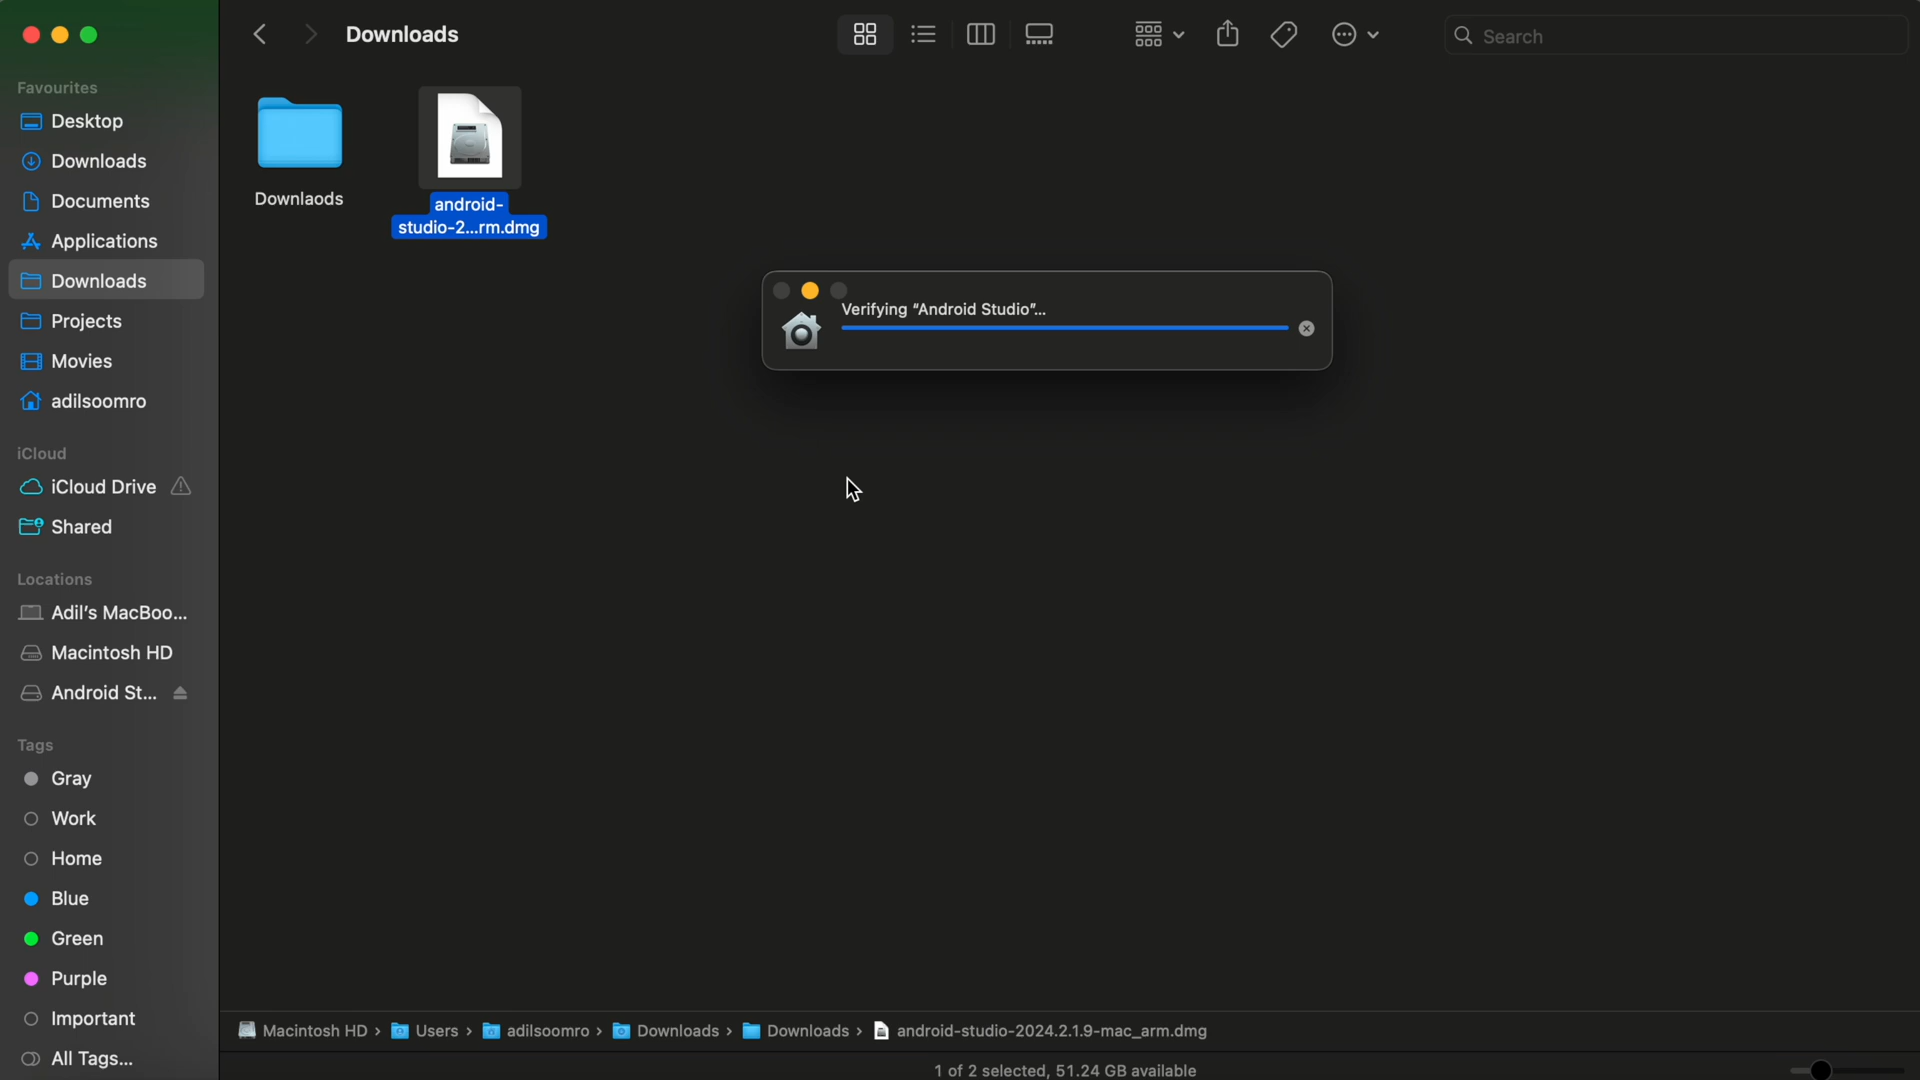 Downloads
Search
Favourites
Desktop
Downloads
Documents
Applications
Downloads
Projects
Movies
adilsoomro
iCloud
iCloud Drive
Shared
Locations
Adil's MacBoo...
Macintosh HD
Android St...
Tags
Gray
Work
Home
Blue
Green
Purple
Important
All Tags...
Downlaods
android-
studio-2...rm.dmg
Verifying "Android Studio"...
Macintosh HD › Users › adilsoomro › Downloads › Downloads › android-studio-2024.2.1.9-mac_arm.dmg
1 of 2 selected, 51.24 GB available